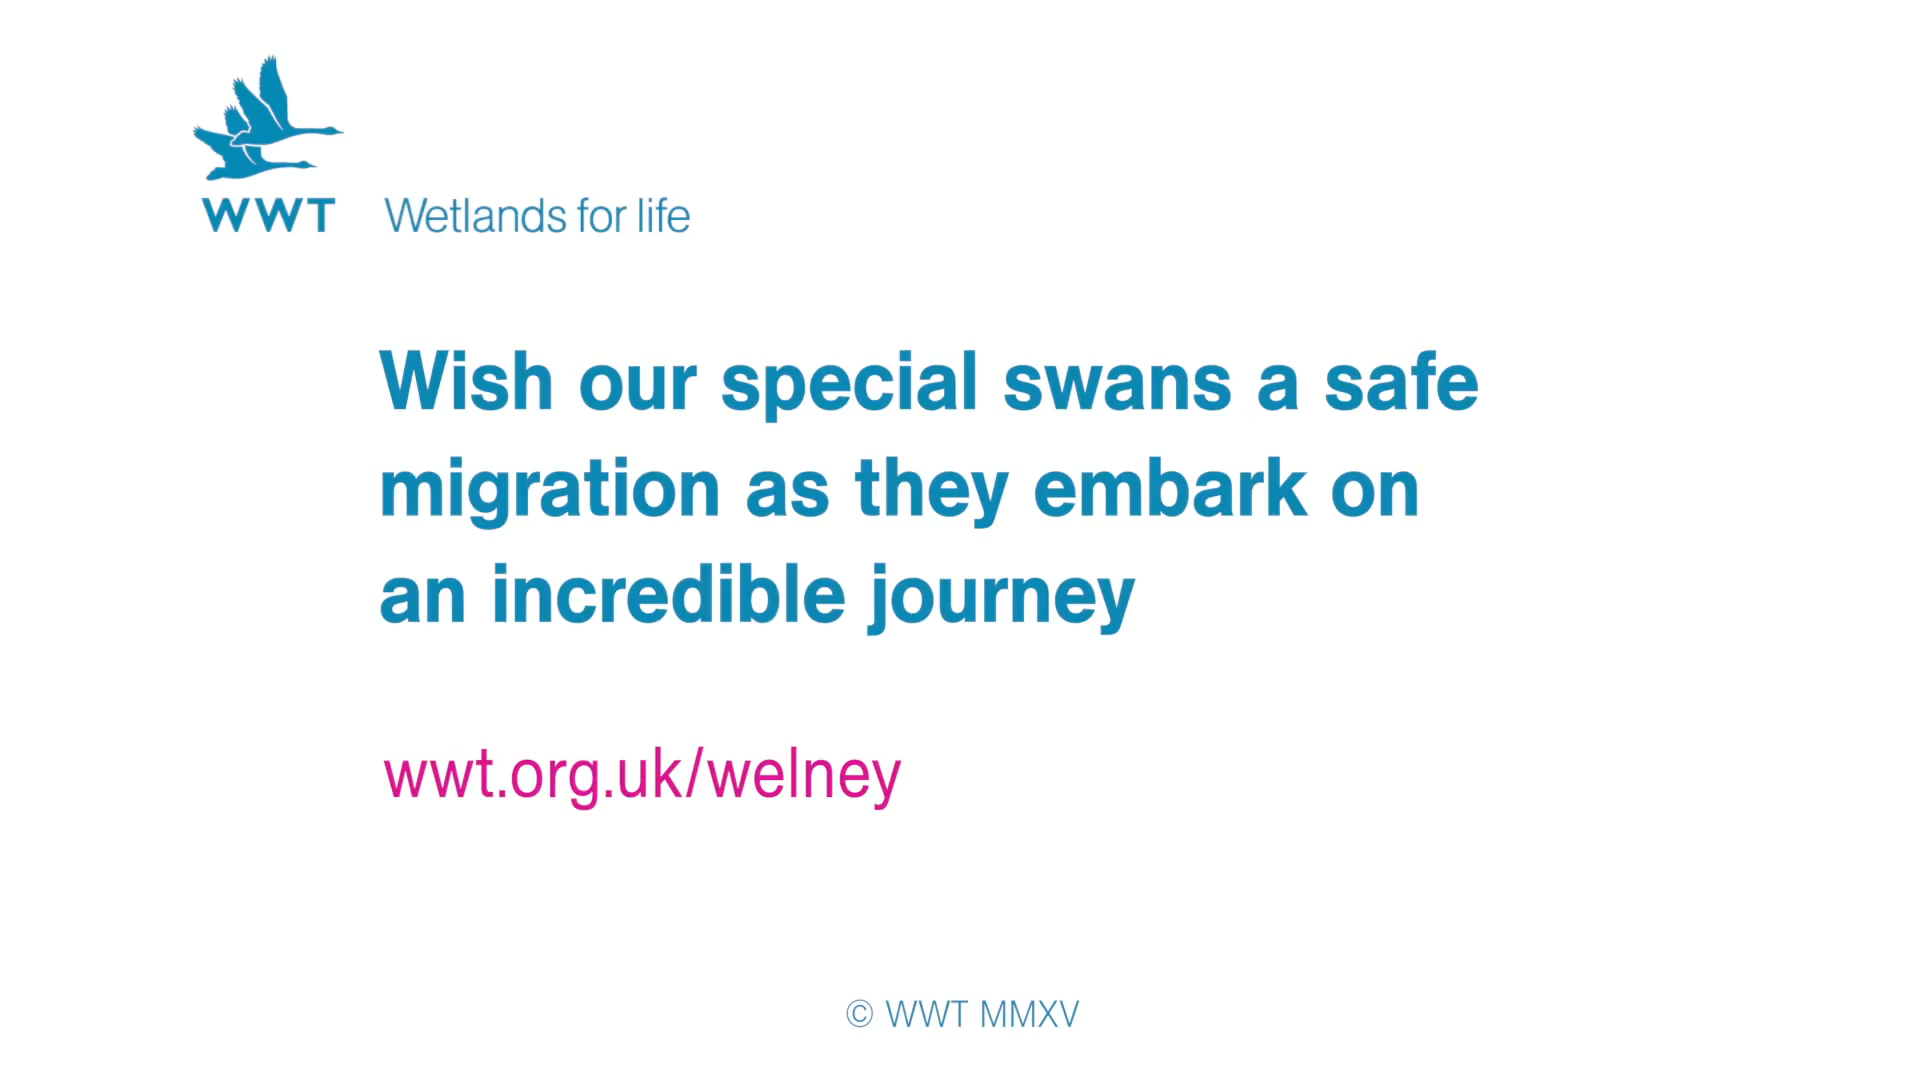 WWT Wetlands for life
Wish our special swans a safe
migration as they embark on
an incredible journey
wwt.org.uk/welney
© WWT MMXV